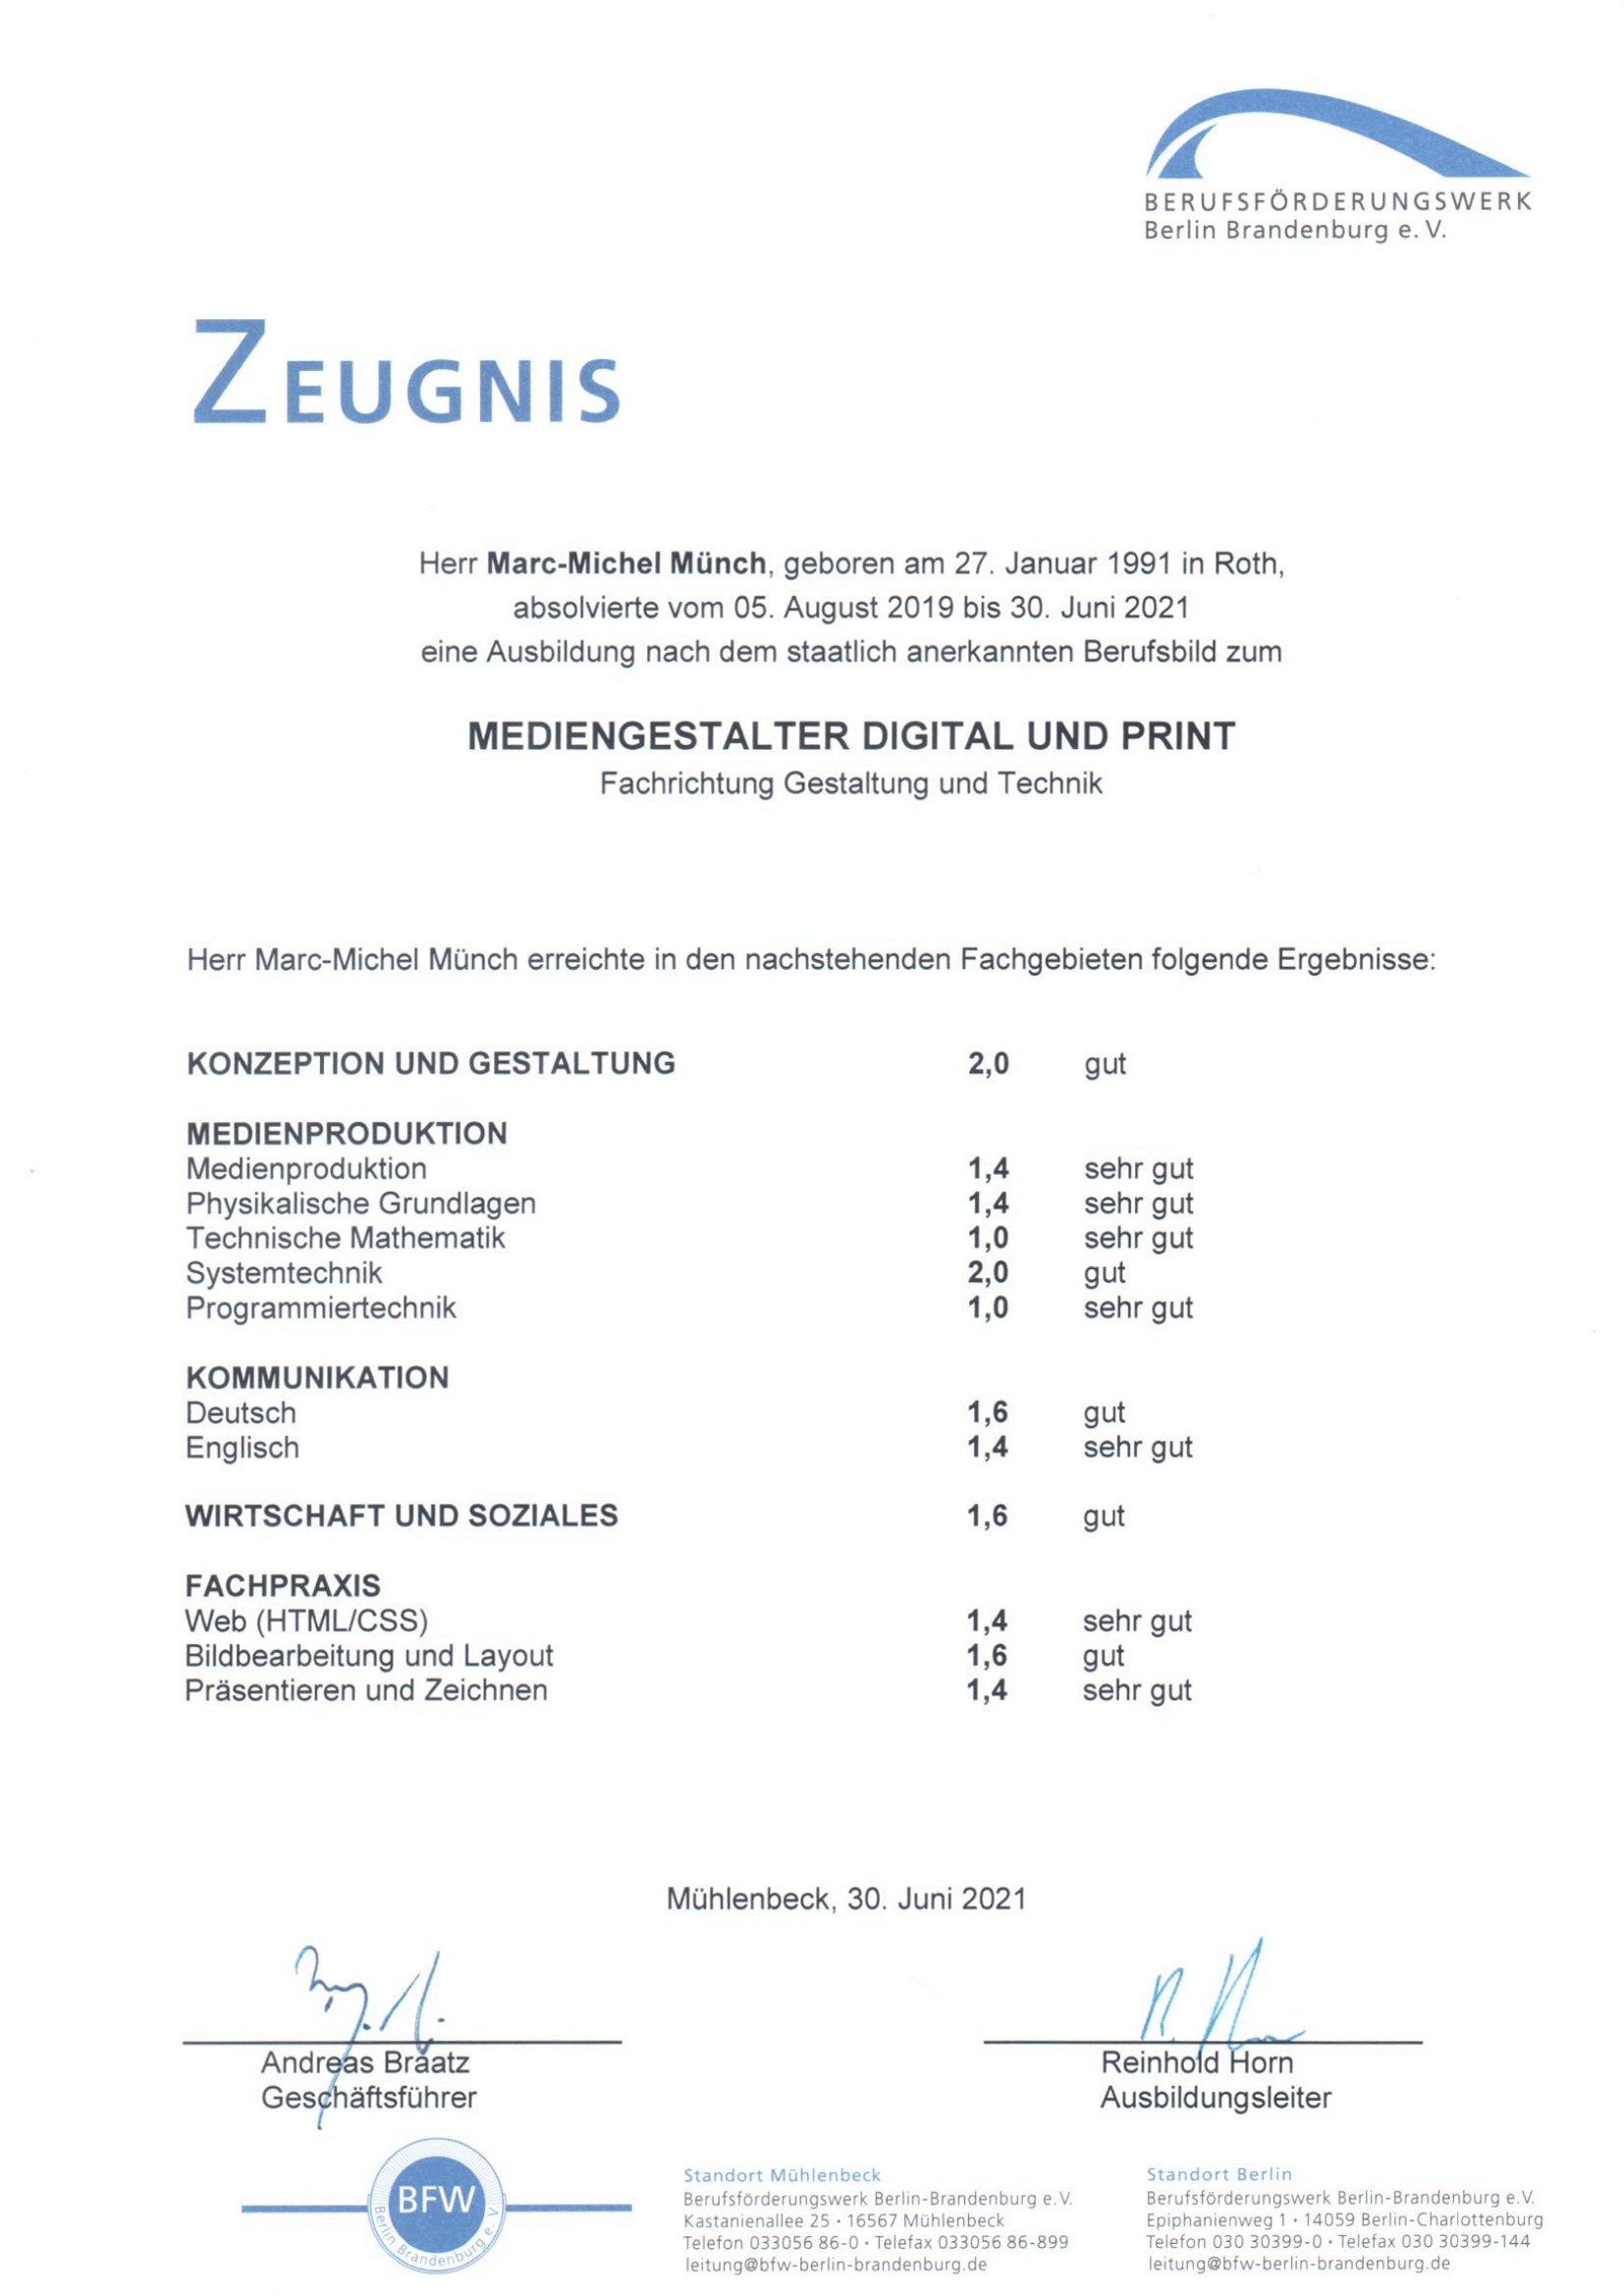 BERUFSFÖRDERUNGSWERK
Berlin Brandenburg e. V.
ZEUGNIS
Herr Marc-Michel Münch, geboren am 27. Januar 1991 in Roth,
absolvierte vom 05. August 2019 bis 30. Juni 2021
eine Ausbildung nach dem staatlich anerkannten Berufsbild zum
MEDIENGESTALTER DIGITAL UND PRINT
Fachrichtung Gestaltung und Technik
Herr Marc-Michel Münch erreichte in den nachstehenden Fachgebieten folgende Ergebnisse:
KONZEPTION UND GESTALTUNG 2,0 gut
MEDIENPRODUKTION
Medienproduktion 1,4 sehr gut
Physikalische Grundlagen 1,4 sehr gut
Technische Mathematik 1,0 sehr gut
Systemtechnik 2,0 gut
Programmiertechnik 1,0 sehr gut
KOMMUNIKATION
Deutsch 1,6 gut
Englisch 1,4 sehr gut
WIRTSCHAFT UND SOZIALES 1,6 gut
FACHPRAXIS
Web (HTML/CSS) 1,4 sehr gut
Bildbearbeitung und Layout 1,6 gut
Präsentieren und Zeichnen 1,4 sehr gut
Mühlenbeck, 30. Juni 2021
Andreas Braatz
Geschäftsführer
Reinhold Horn
Ausbildungsleiter
BFW
Berlin Brandenburg e. V.
Standort Mühlenbeck
Berufsförderungswerk Berlin-Brandenburg e. V.
Kastanienallee 25 • 16567 Mühlenbeck
Telefon 033056 86-0 • Telefax 033056 86-899
leitung@bfw-berlin-brandenburg.de
Standort Berlin
Berufsförderungswerk Berlin-Brandenburg e. V.
Epiphanienweg 1 • 14059 Berlin-Charlottenburg
Telefon 030 30399-0 • Telefax 030 30399-144
leitung@bfw-berlin-brandenburg.de